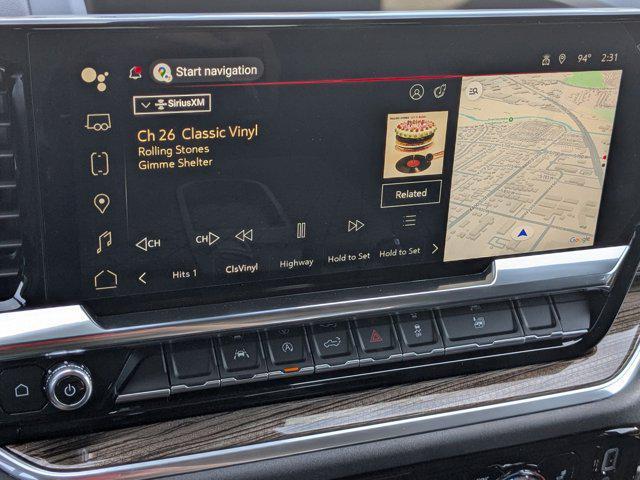 Start navigation
94° 2:31
SiriusXM
Ch 26 Classic Vinyl
Rolling Stones
Gimme Shelter
Related
CH
CH
Hits 1
ClsVinyl
Highway
Hold to Set
Hold to Set
Google